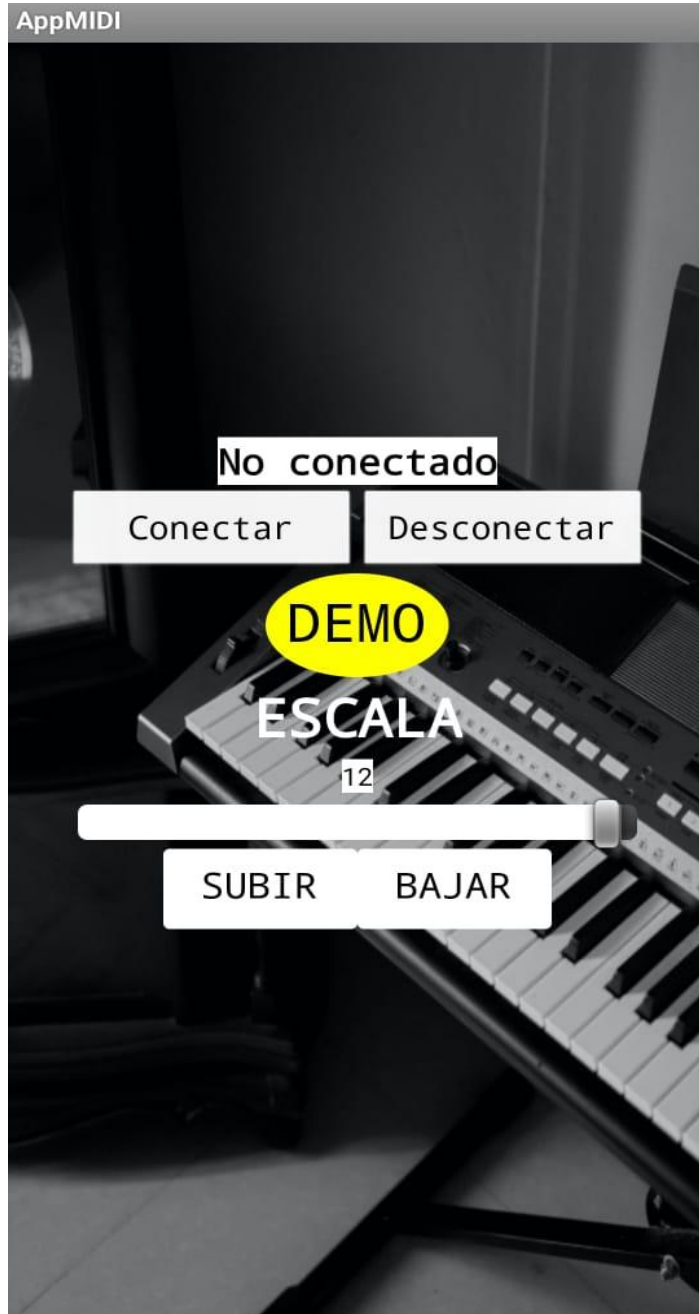 AppMIDI
No conectado
Conectar Desconectar
DEMO
ESCALA
12
SUBIR BAJAR